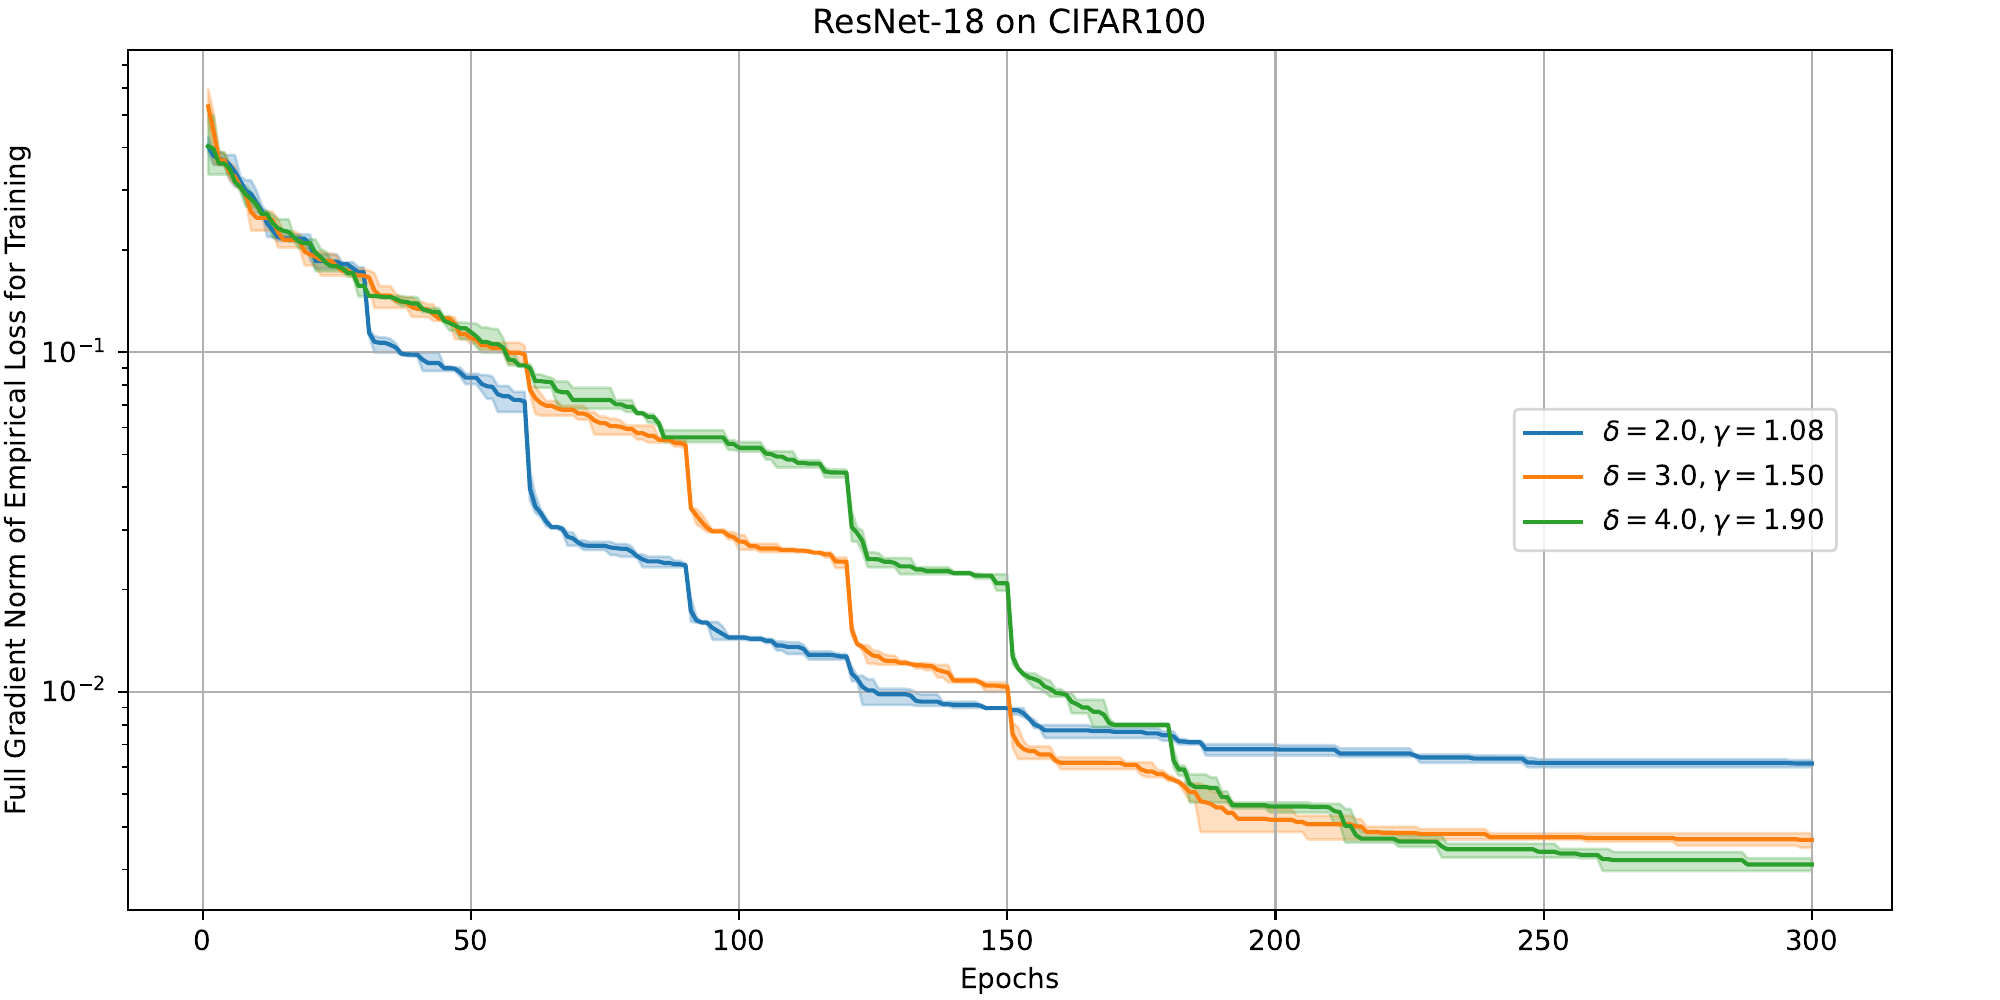 ResNet-18 on CIFAR100
Full Gradient Norm of Empirical Loss for Training
10⁻¹
10⁻²
δ = 2.0, γ = 1.08
δ = 3.0, γ = 1.50
δ = 4.0, γ = 1.90
0 50 100 150 200 250 300
Epochs